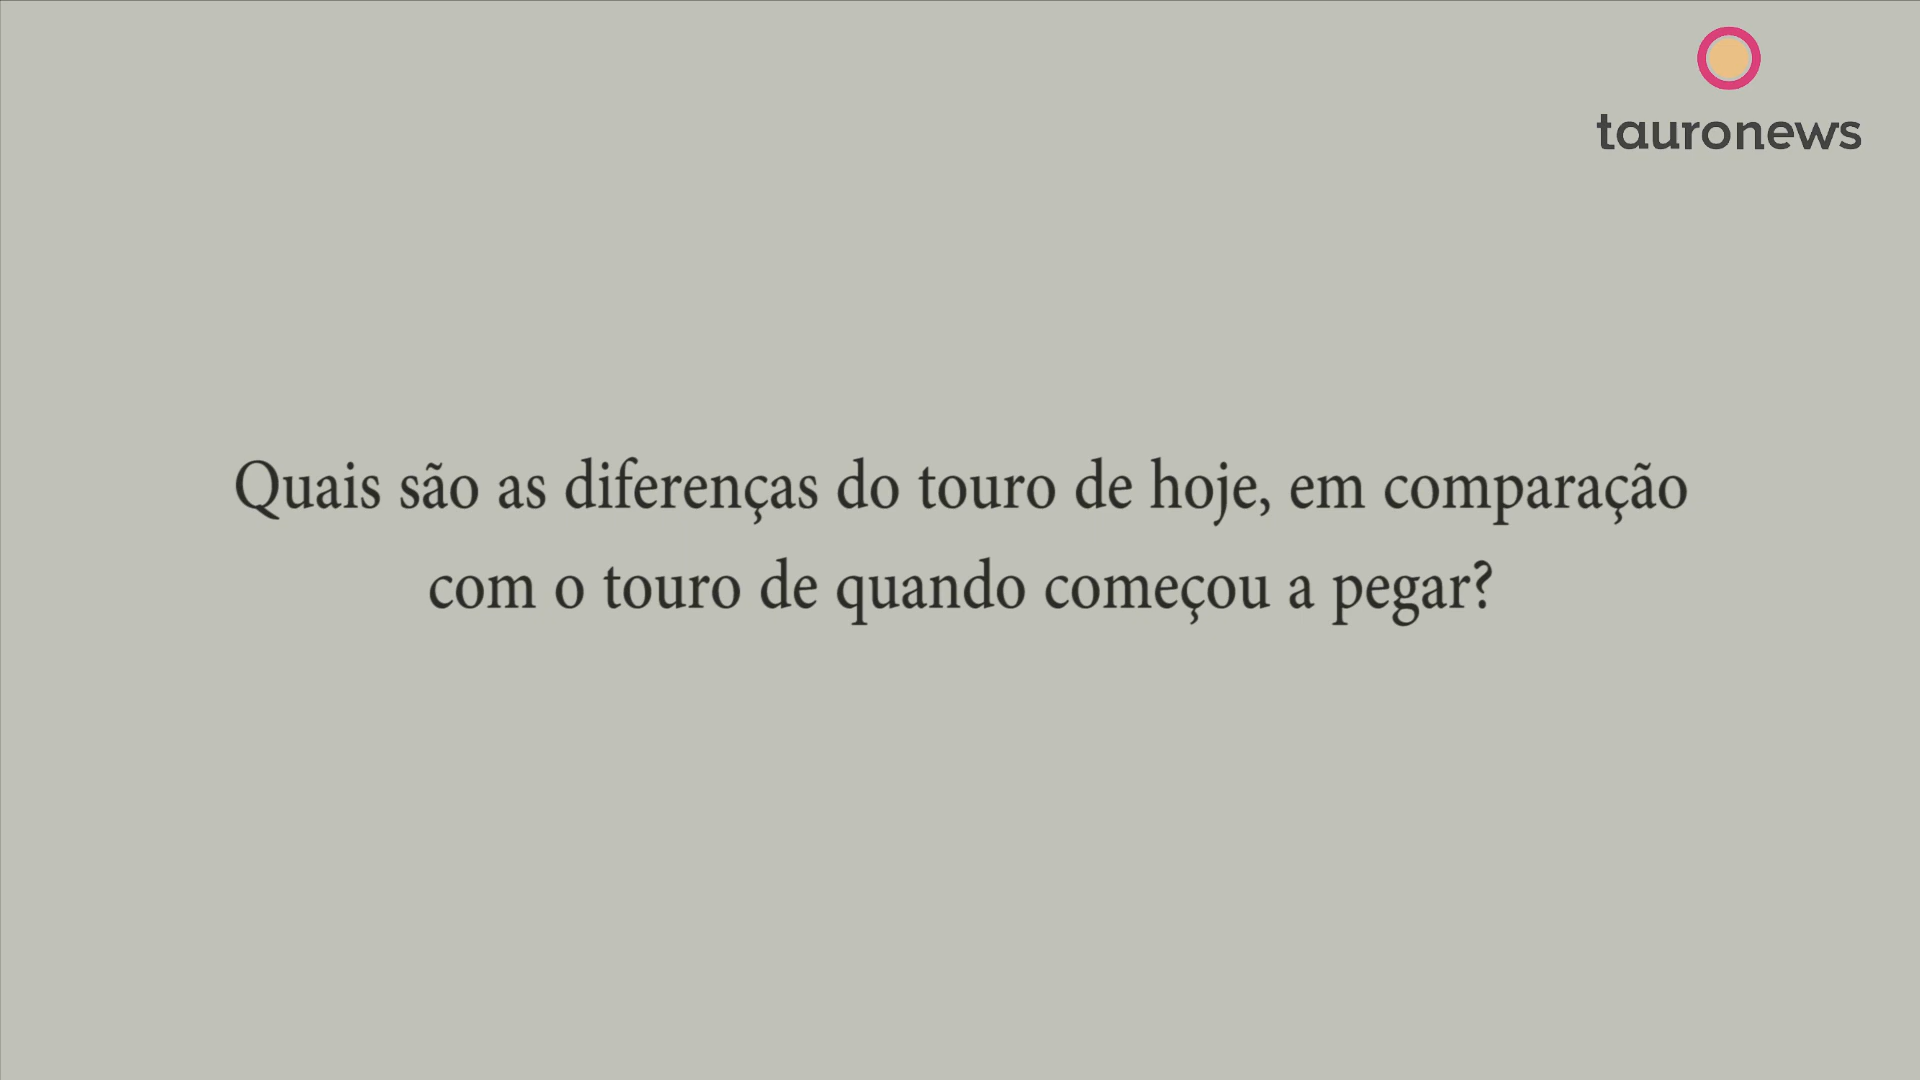 tauronews
Quais são as diferenças do touro de hoje, em comparação
com o touro de quando começou a pegar?